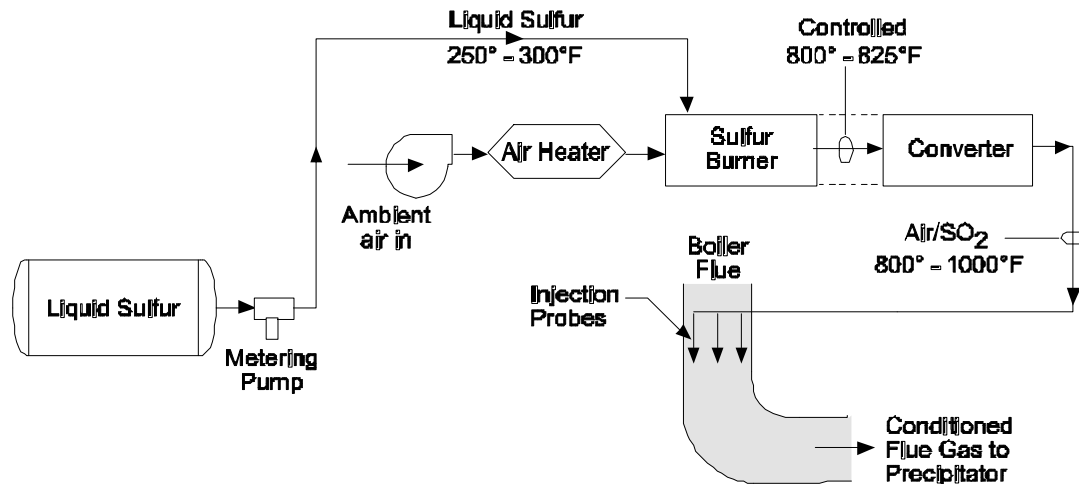 Liquid Sulfur
250° - 300°F
Controlled
800° - 825°F
Air Heater
Sulfur
Burner
Converter
Ambient
air in
Air/SO2
800° - 1000°F
Boiler
Flue
Injection
Probes
Liquid Sulfur
Metering
Pump
Conditioned
Flue Gas to
Precipitator